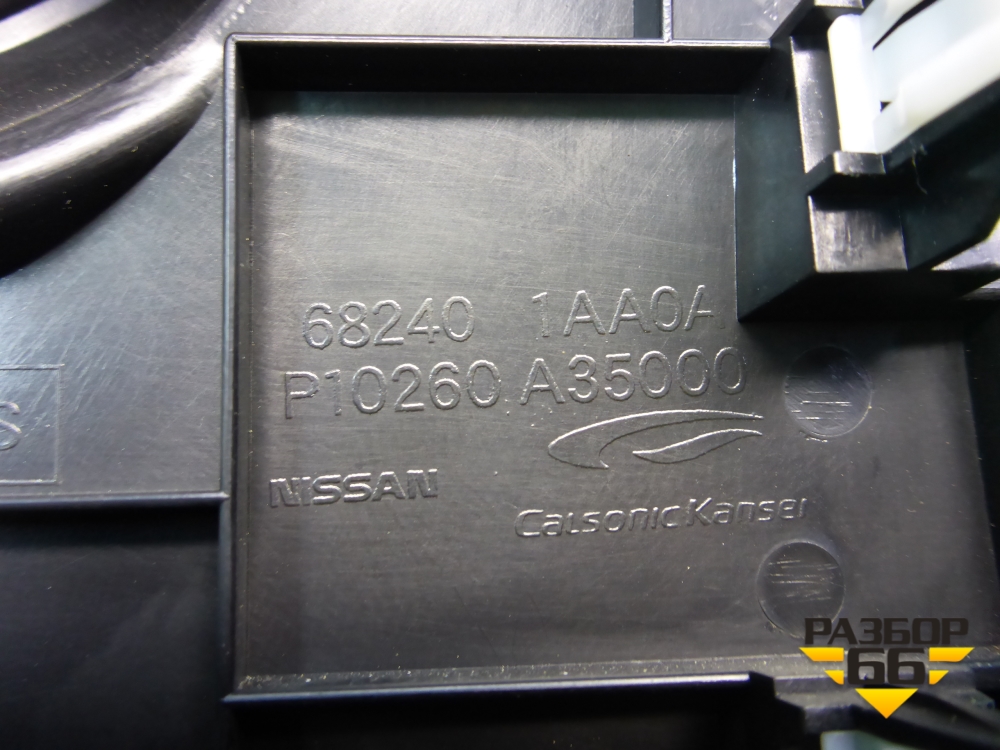 68240 1AA0A
P10260 A35000
NISSAN
CalsonicKansei
S
РАЗБОР
66